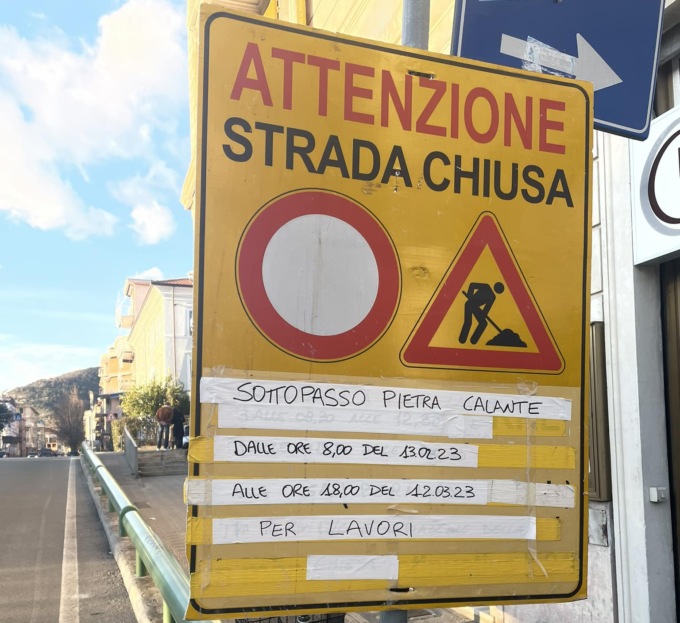 ATTENZIONE
STRADA CHIUSA
SOTTOPASSO PIETRA CALANTE
DALLE ORE 8,00 DEL 13.02.23
ALLE ORE 18,00 DEL 12.03.23
PER LAVORI